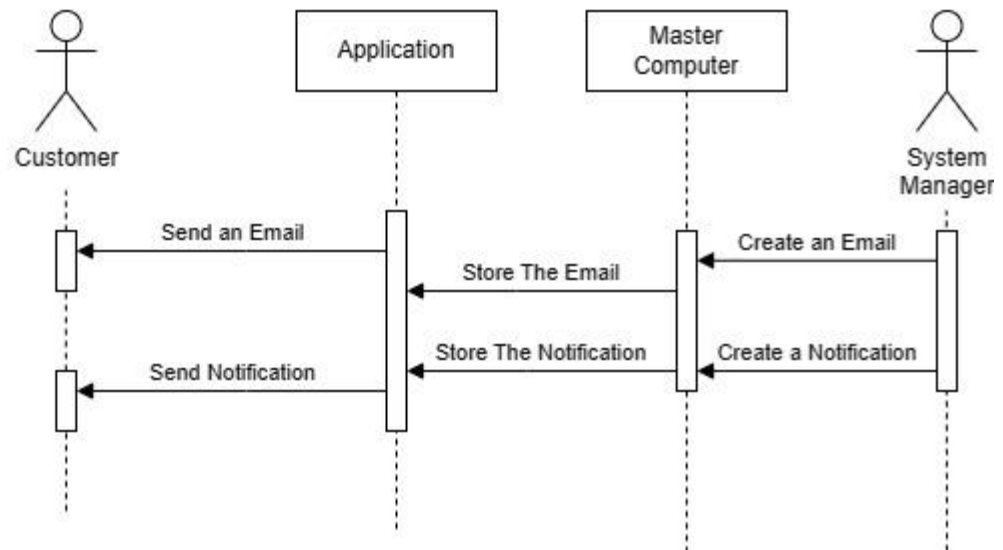 Application
Master
Computer
Customer
System
Manager
Send an Email
Create an Email
Store The Email
Store The Notification
Create a Notification
Send Notification